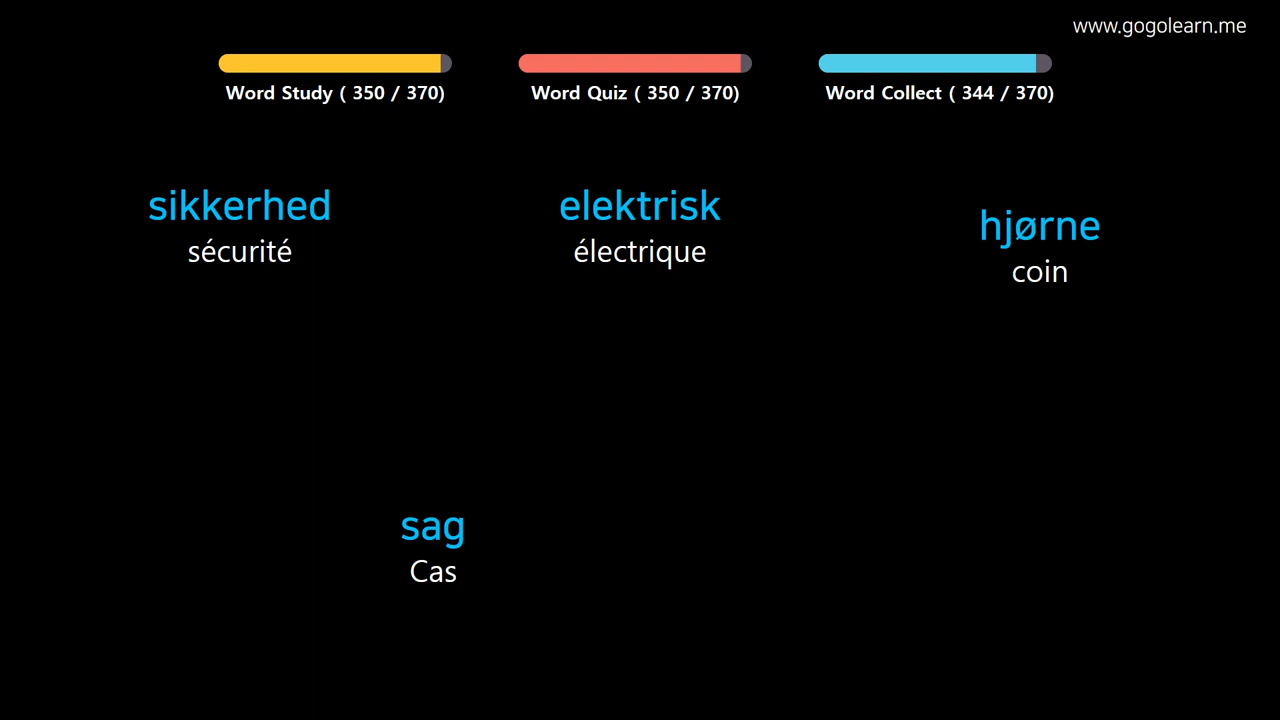 www.gogolearn.me
Word Study ( 350 / 370)
Word Quiz ( 350 / 370)
Word Collect ( 344 / 370)
sikkerhed
sécurité
elektrisk
électrique
hjørne
coin
sag
Cas